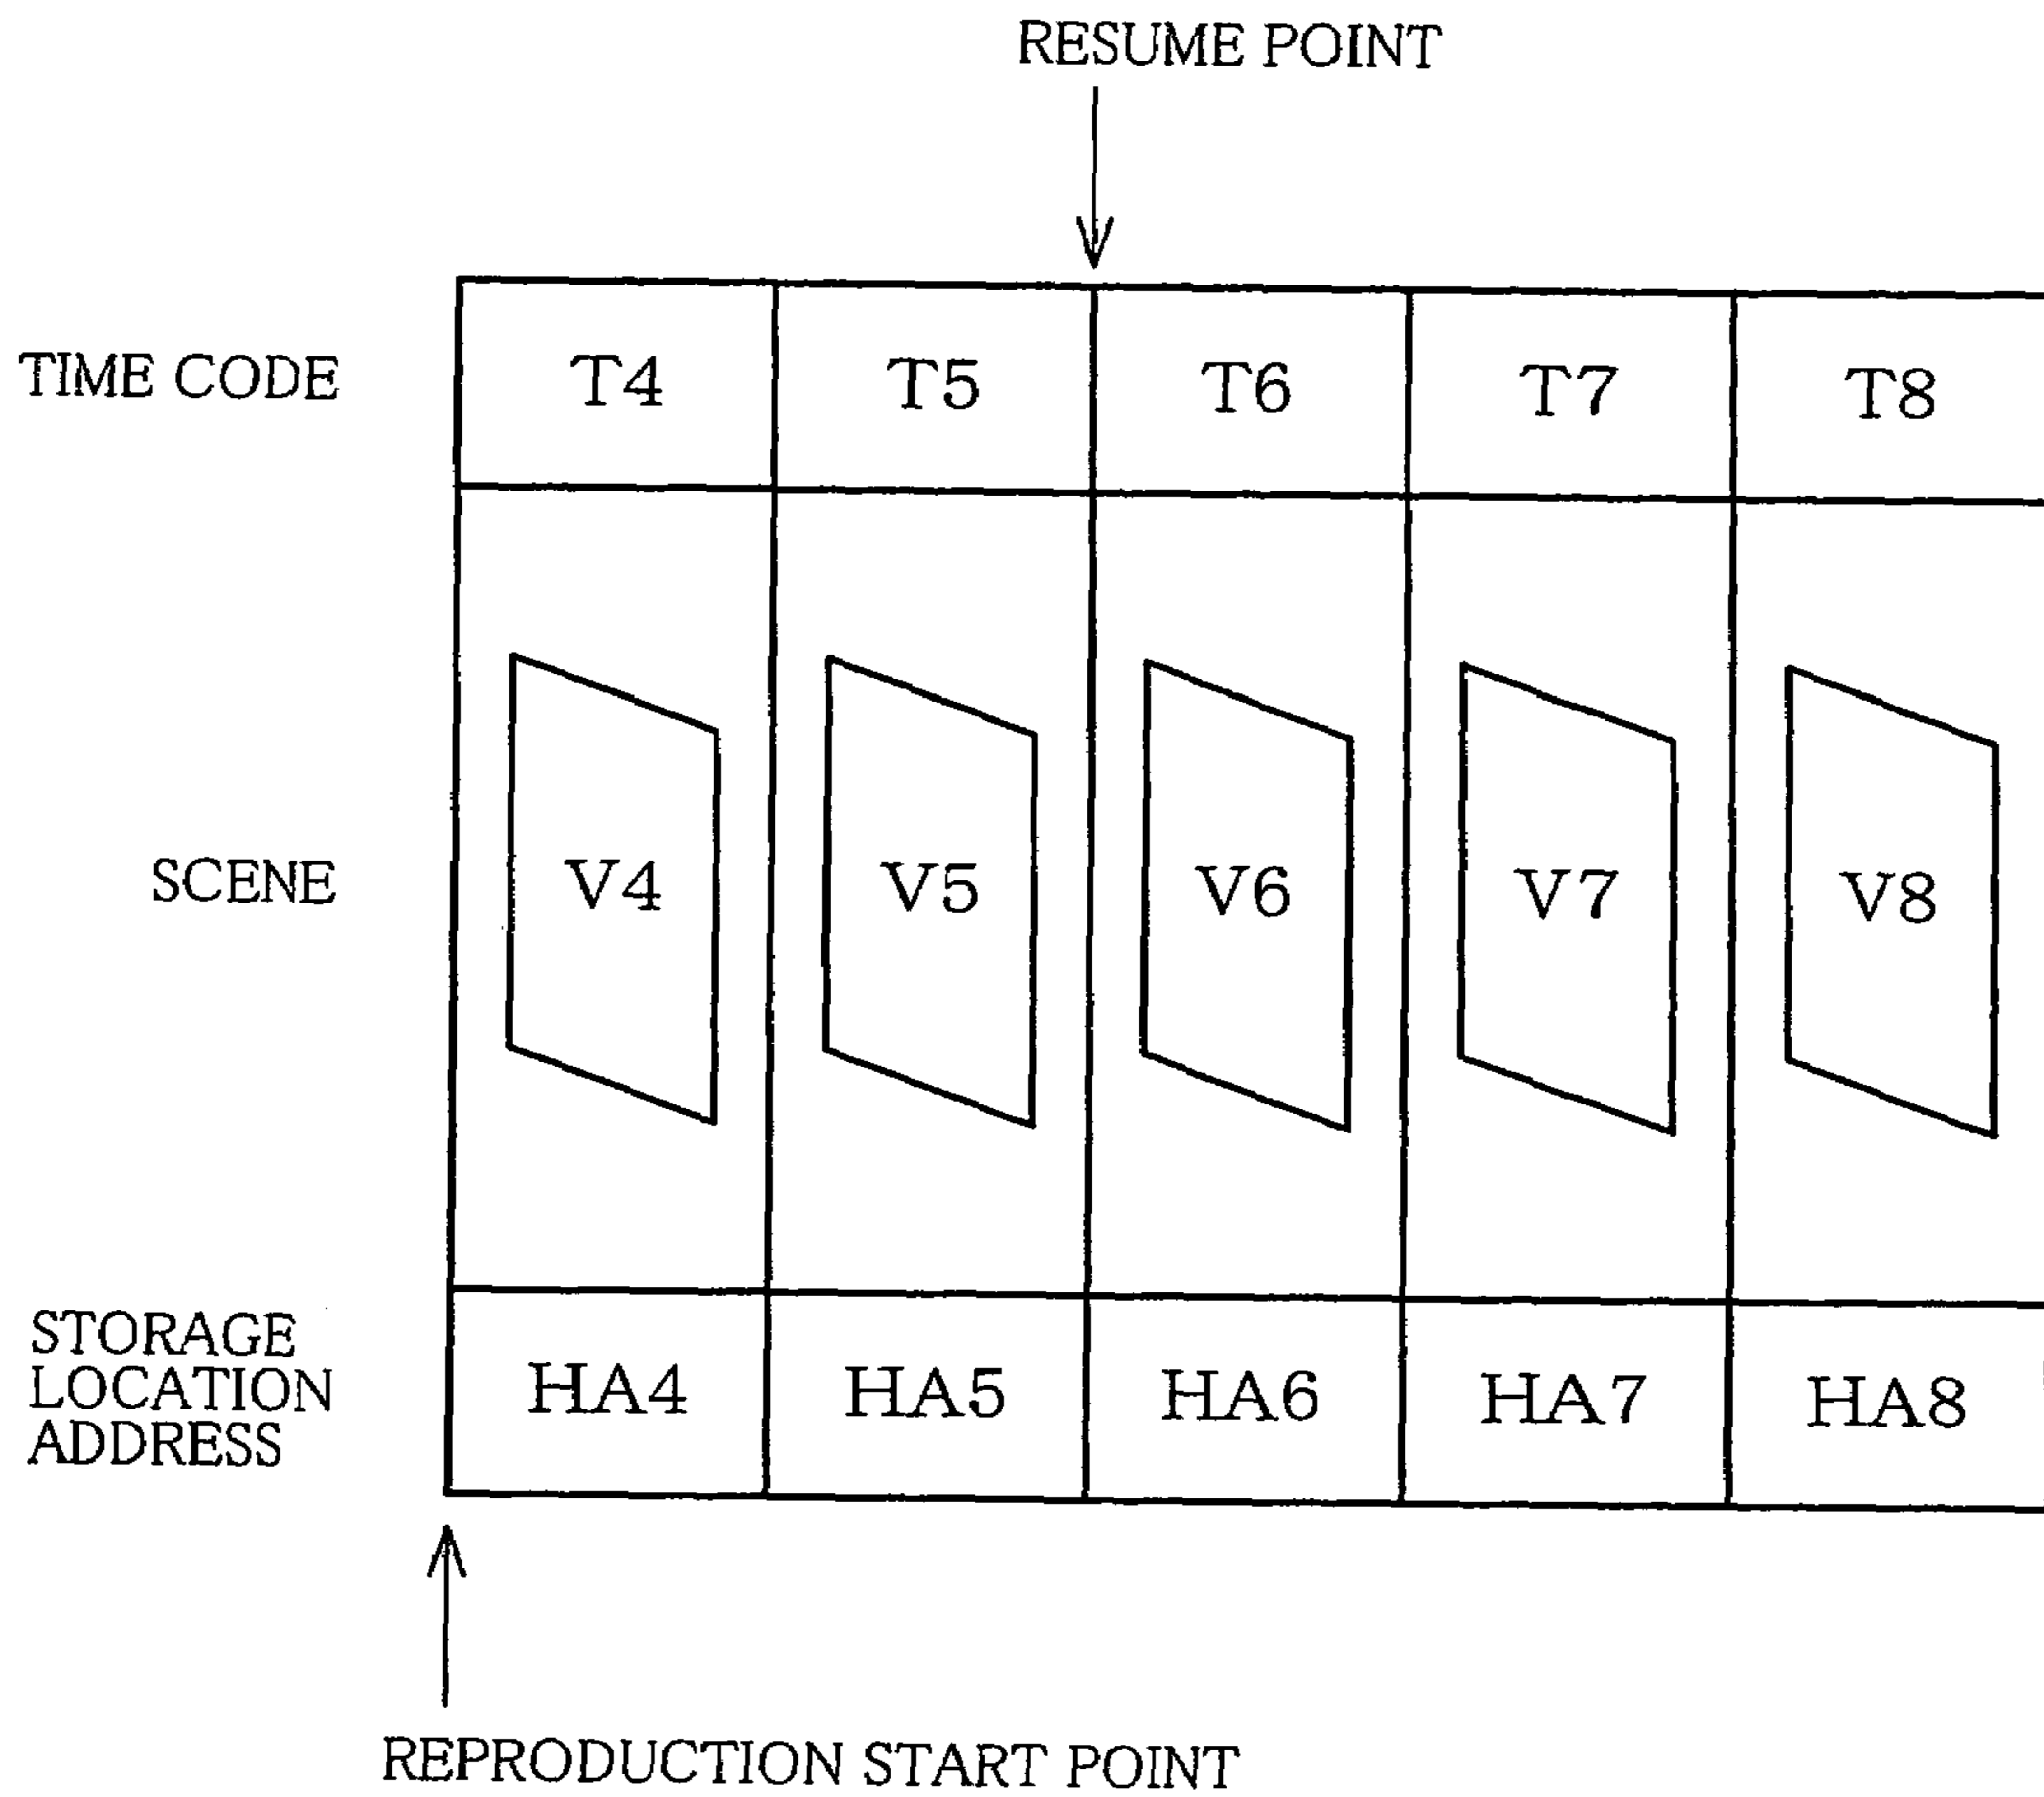 RESUME POINT
TIME CODE T4 T5 T6 T7 T8
SCENE V4 V5 V6 V7 V8
STORAGE
LOCATION
ADDRESS
HA4 HA5 HA6 HA7 HA8
REPRODUCTION START POINT